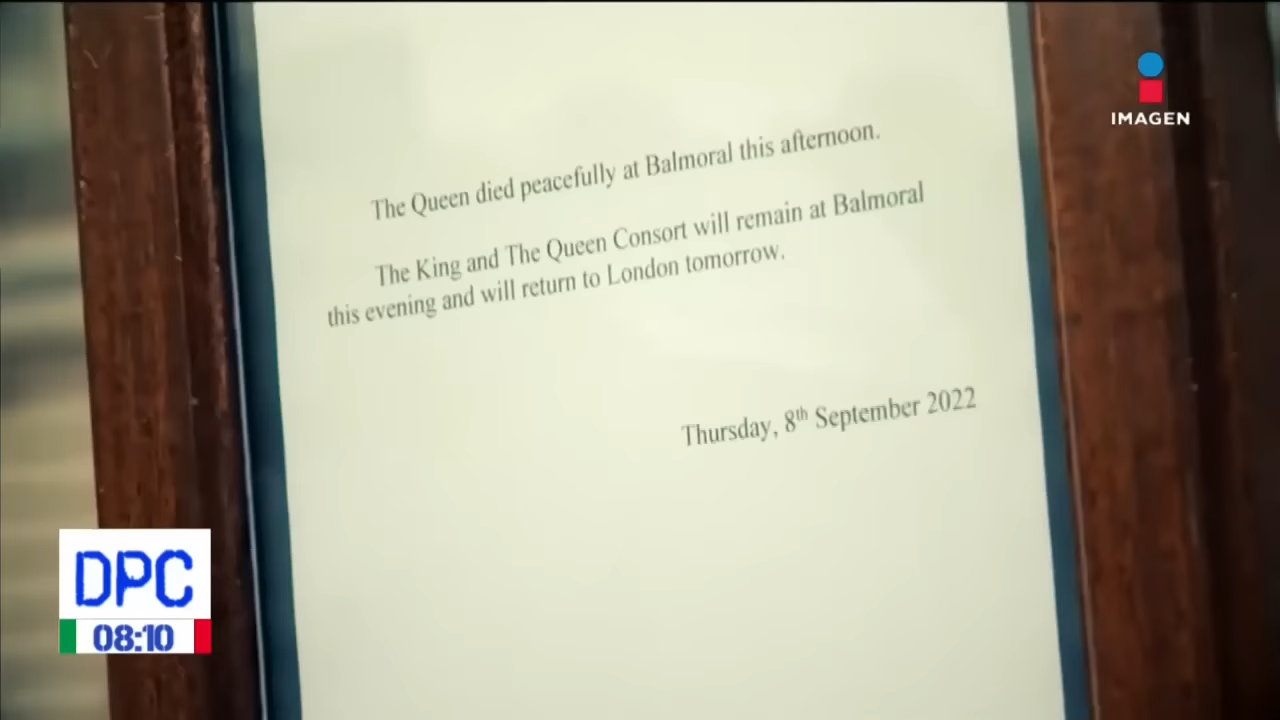 IMAGEN
The Queen died peacefully at Balmoral this afternoon.
The King and The Queen Consort will remain at Balmoral
this evening and will return to London tomorrow.
Thursday, 8th September 2022
DPC
08:10